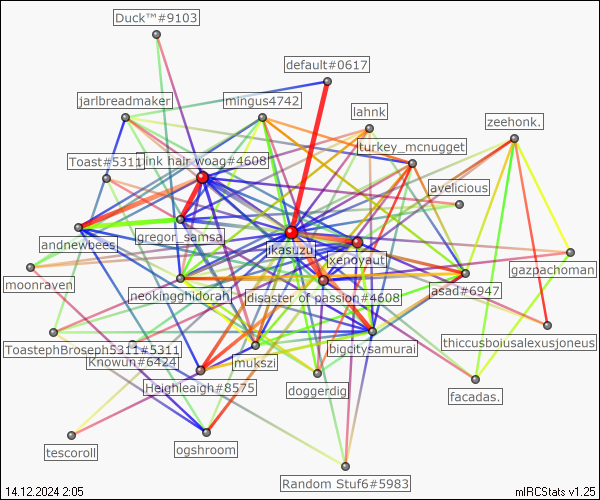 Duck™#9103
default#0617
jarlbreadmaker
mingus4742
lahnk
zeehonk.
turkey_mcnugget
Toast#5311
ink hair woag#4608
avelicious
gregor_samsa
andnewbees
jkasuzu
xenoyaut
gazpachoman
moonraven
neokingghidorah
disaster of passion#4608
asad#6947
thiccusboiusalexusjoneus
ToastephBroseph5311#5311
bigcitysamurai
Knowun#6424
mukszi
Heighleaigh#8575
doggerdig
facadas.
tescoroll
ogshroom
Random Stuf6#5983
14.12.2024 2:05
mIRCStats v1.25